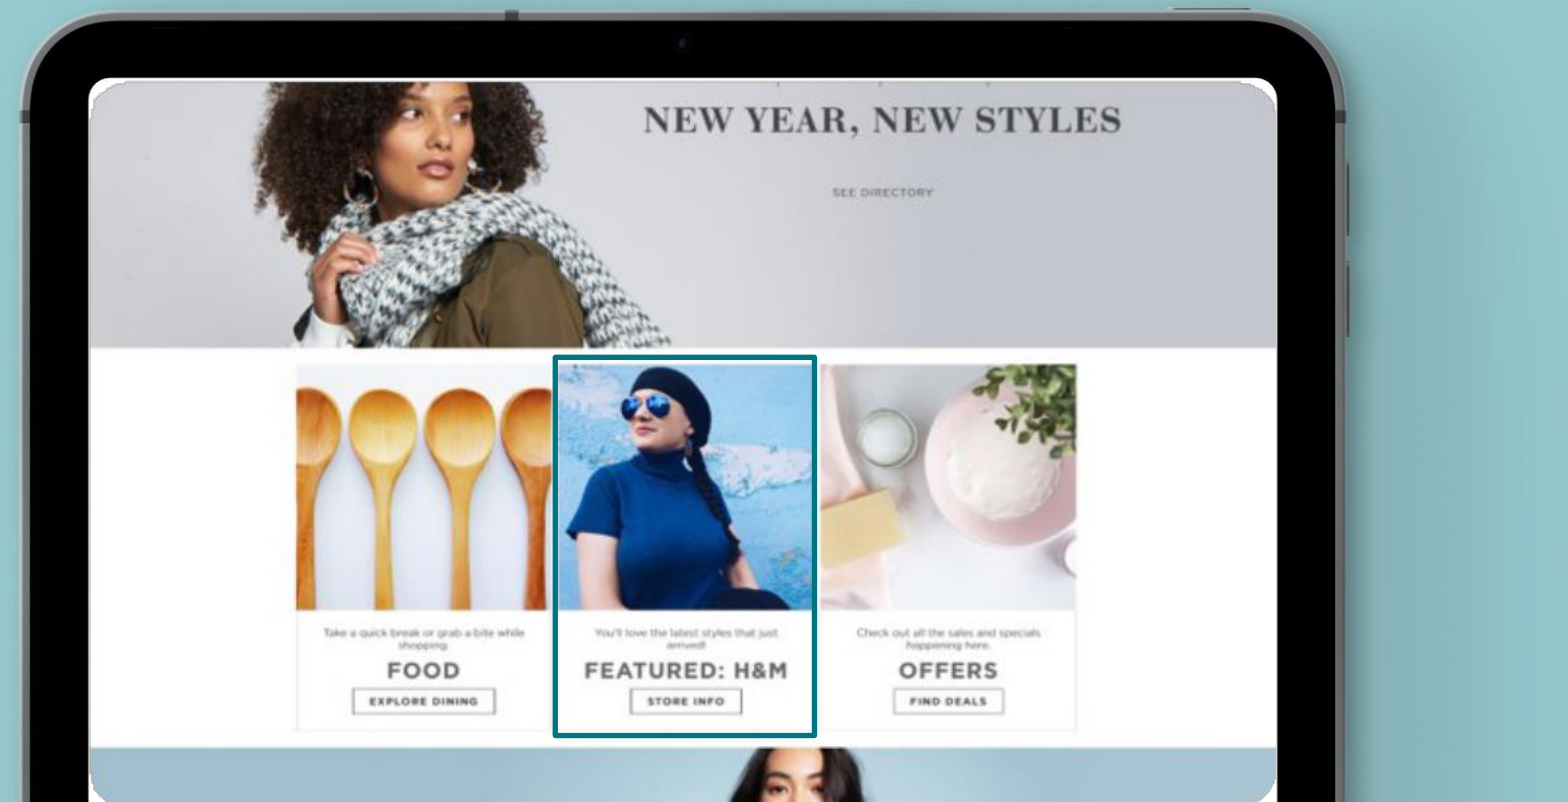 NEW YEAR, NEW STYLES
SEE DIRECTORY
Take a quick break or grab a bite while
shopping.
FOOD
EXPLORE DINING
You'll love the latest styles that just
arrived!
FEATURED: H&M
STORE INFO
Check out all the sales and specials
happening here.
OFFERS
FIND DEALS